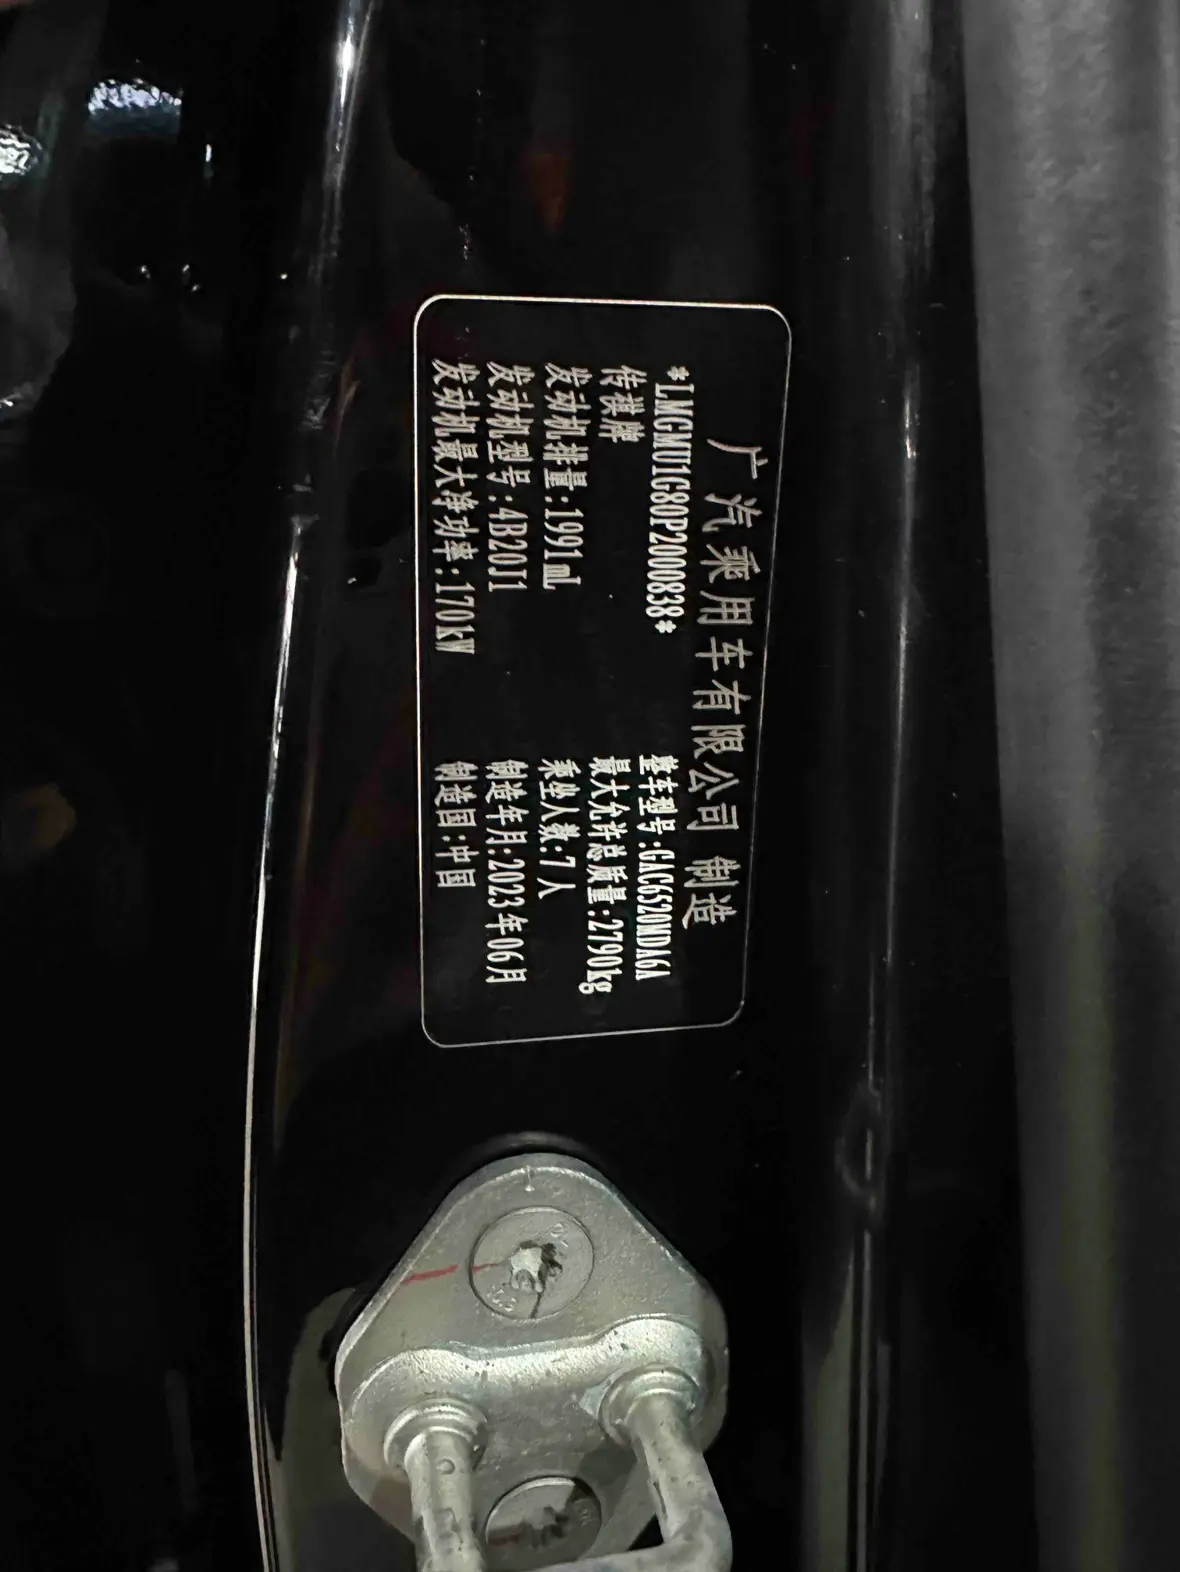 广汽乘用车有限公司 制造
*LMGMU1G80P2000838* 整车型号:GAC6520MDA6A
传祺牌 最大允许总质量:2790kg
发动机排量:1991mL 乘坐人数:7人
发动机型号:4B20J1 制造年月:2023年06月
发动机最大净功率:170kW 制造国:中国